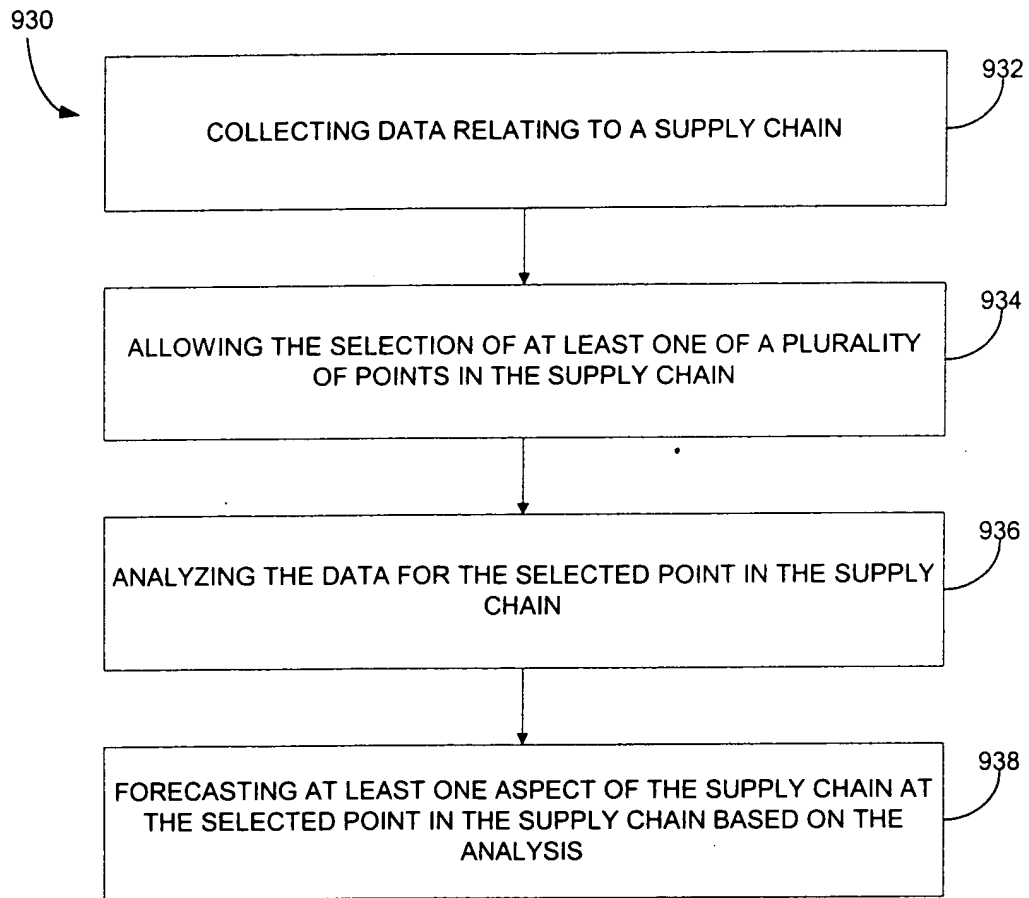 930
932
COLLECTING DATA RELATING TO A SUPPLY CHAIN
934
ALLOWING THE SELECTION OF AT LEAST ONE OF A PLURALITY
OF POINTS IN THE SUPPLY CHAIN
936
ANALYZING THE DATA FOR THE SELECTED POINT IN THE SUPPLY
CHAIN
938
FORECASTING AT LEAST ONE ASPECT OF THE SUPPLY CHAIN AT
THE SELECTED POINT IN THE SUPPLY CHAIN BASED ON THE
ANALYSIS